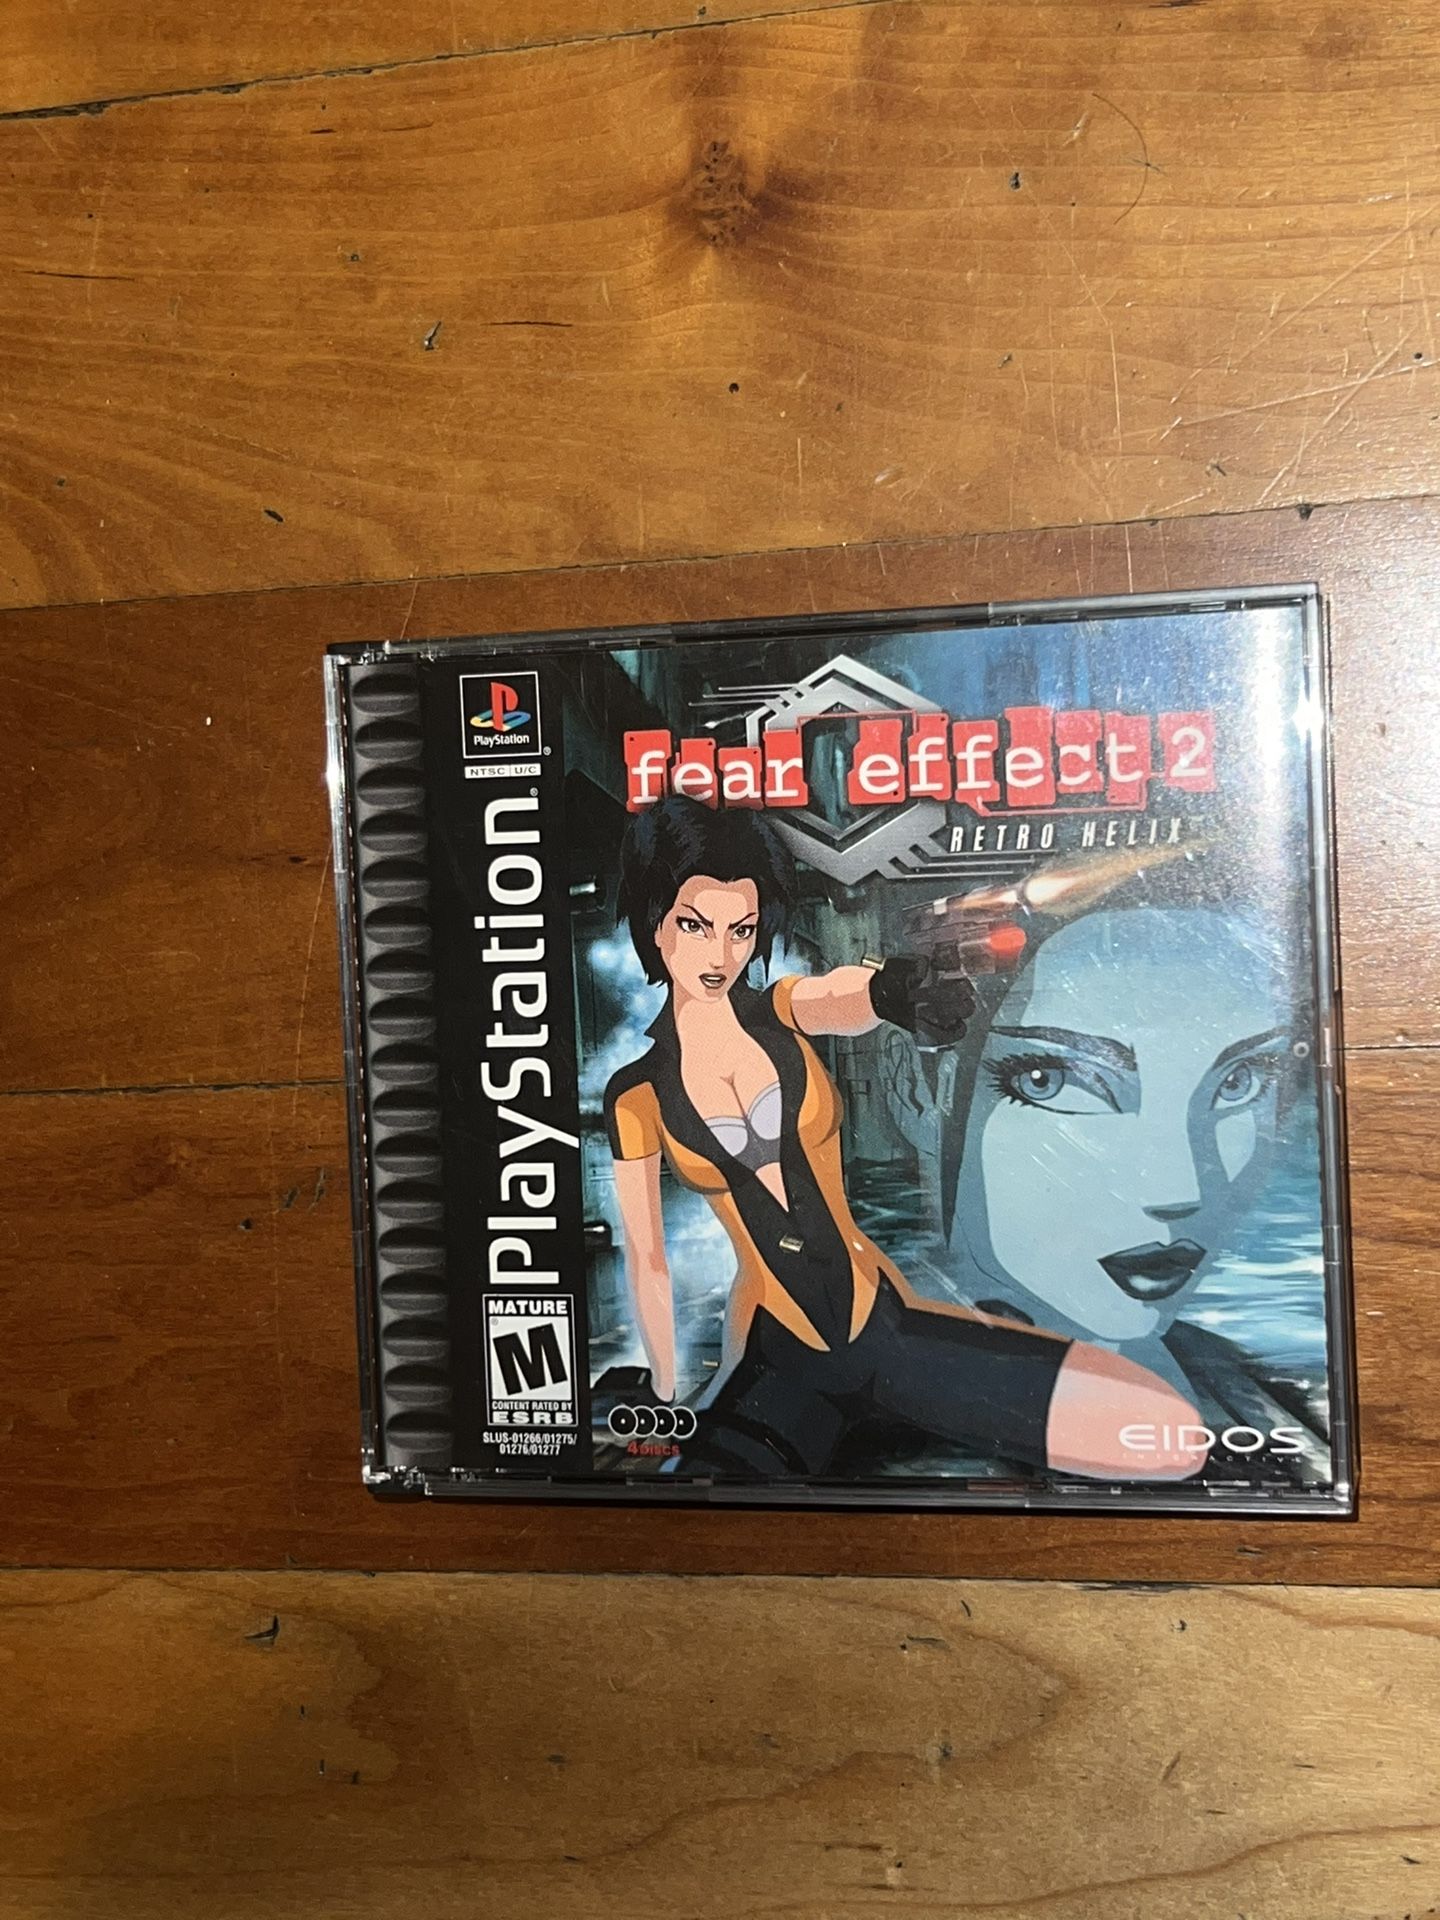 PlayStation
NTSC U/C
PlayStation
MATURE
M
CONTENT RATED BY
ESRB
SLUS-01266/01275/
01276/01277
fear effect 2
RETRO HELIX
4 DISCS
EIDOS
INTERACTIVE